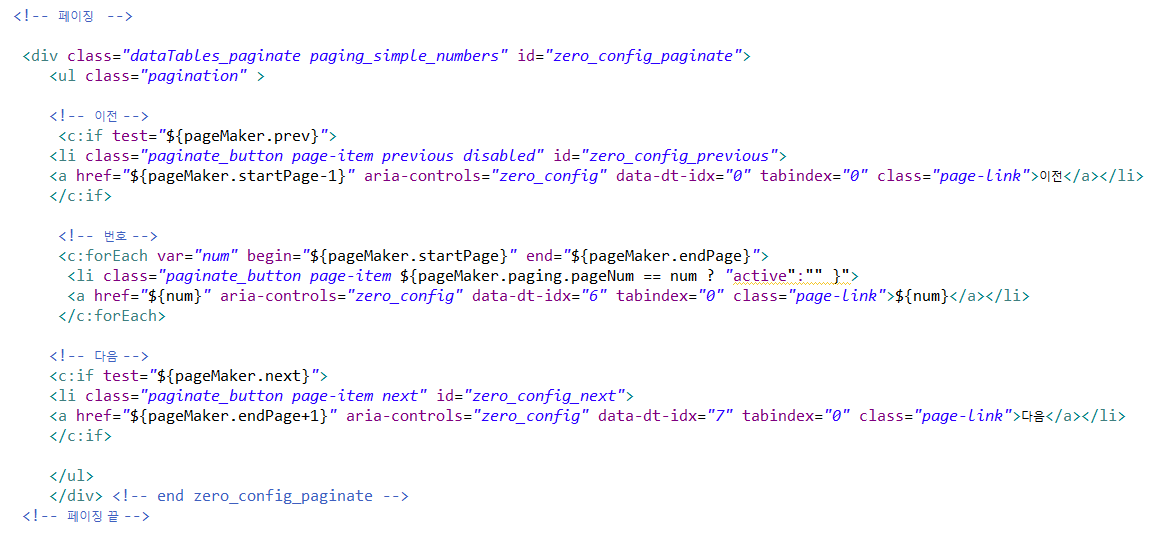 <!-- 페이징  -->
<div class="dataTables_paginate paging_simple_numbers" id="zero_config_paginate">
<ul class="pagination" >
<!-- 이전 -->
<c:if test="${pageMaker.prev}">
<li class="paginate_button page-item previous disabled" id="zero_config_previous">
<a href="${pageMaker.startPage-1}" aria-controls="zero_config" data-dt-idx="0" tabindex="0" class="page-link">이전</a></li>
</c:if>
<!-- 번호 -->
<c:forEach var="num" begin="${pageMaker.startPage}" end="${pageMaker.endPage}">
<li class="paginate_button page-item ${pageMaker.paging.pageNum == num ? "active":"" }">
<a href="${num}" aria-controls="zero_config" data-dt-idx="6" tabindex="0" class="page-link">${num}</a></li>
</c:forEach>
<!-- 다음 -->
<c:if test="${pageMaker.next}">
<li class="paginate_button page-item next" id="zero_config_next">
<a href="${pageMaker.endPage+1}" aria-controls="zero_config" data-dt-idx="7" tabindex="0" class="page-link">다음</a></li>
</c:if>
</ul>
</div> <!-- end zero_config_paginate -->
<!-- 페이징 끝 -->